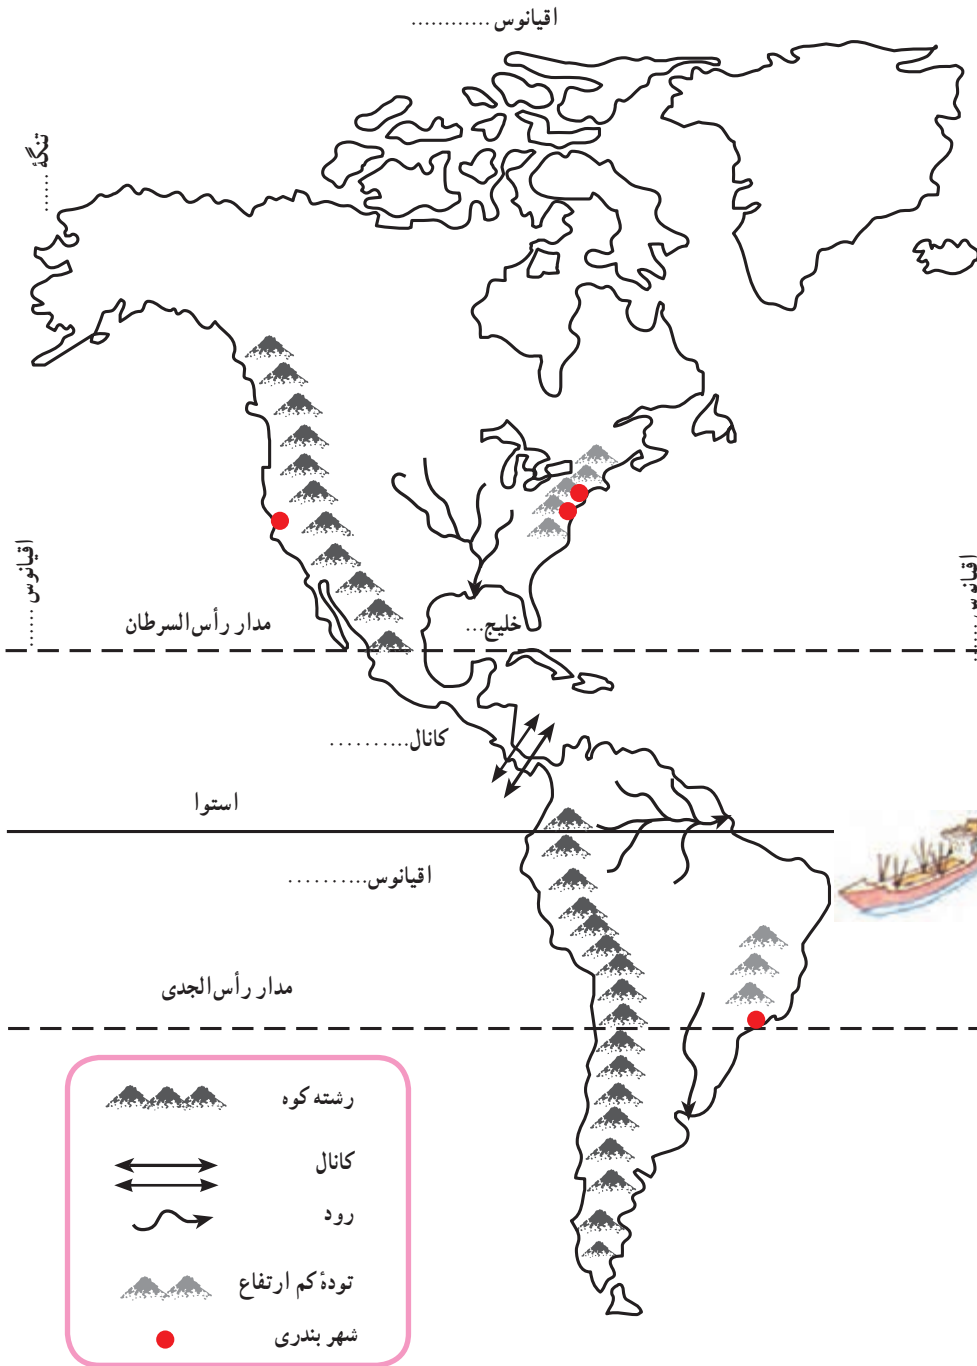 اقیانوس ............
تنگهٔ ......
اقیانوس ......
اقیانوس ......
مدار رأس‌السرطان
خلیج...
کانال..........
استوا
اقیانوس..........
مدار رأس‌الجدی
رشته کوه
کانال
رود
تودهٔ کم ارتفاع
شهر بندری